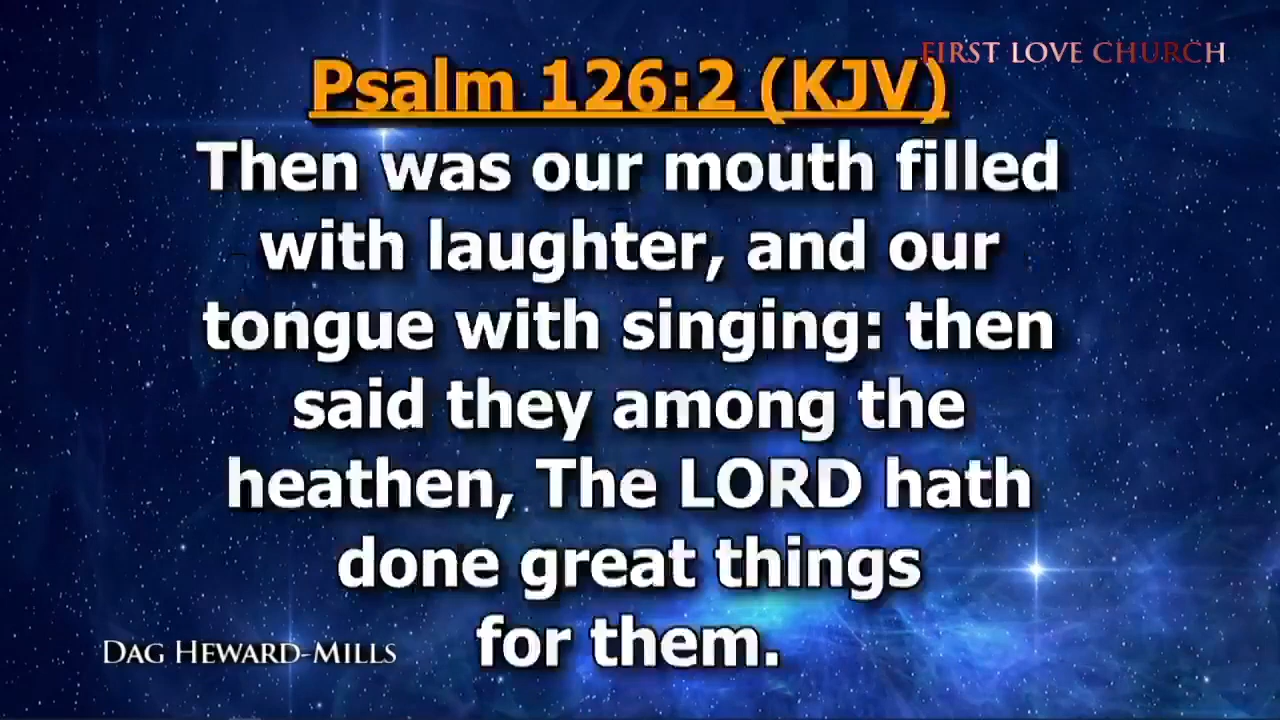 FIRST LOVE CHURCH
Psalm 126:2 (KJV)
Then was our mouth filled
with laughter, and our
tongue with singing: then
said they among the
heathen, The LORD hath
done great things
for them.
DAG HEWARD-MILLS